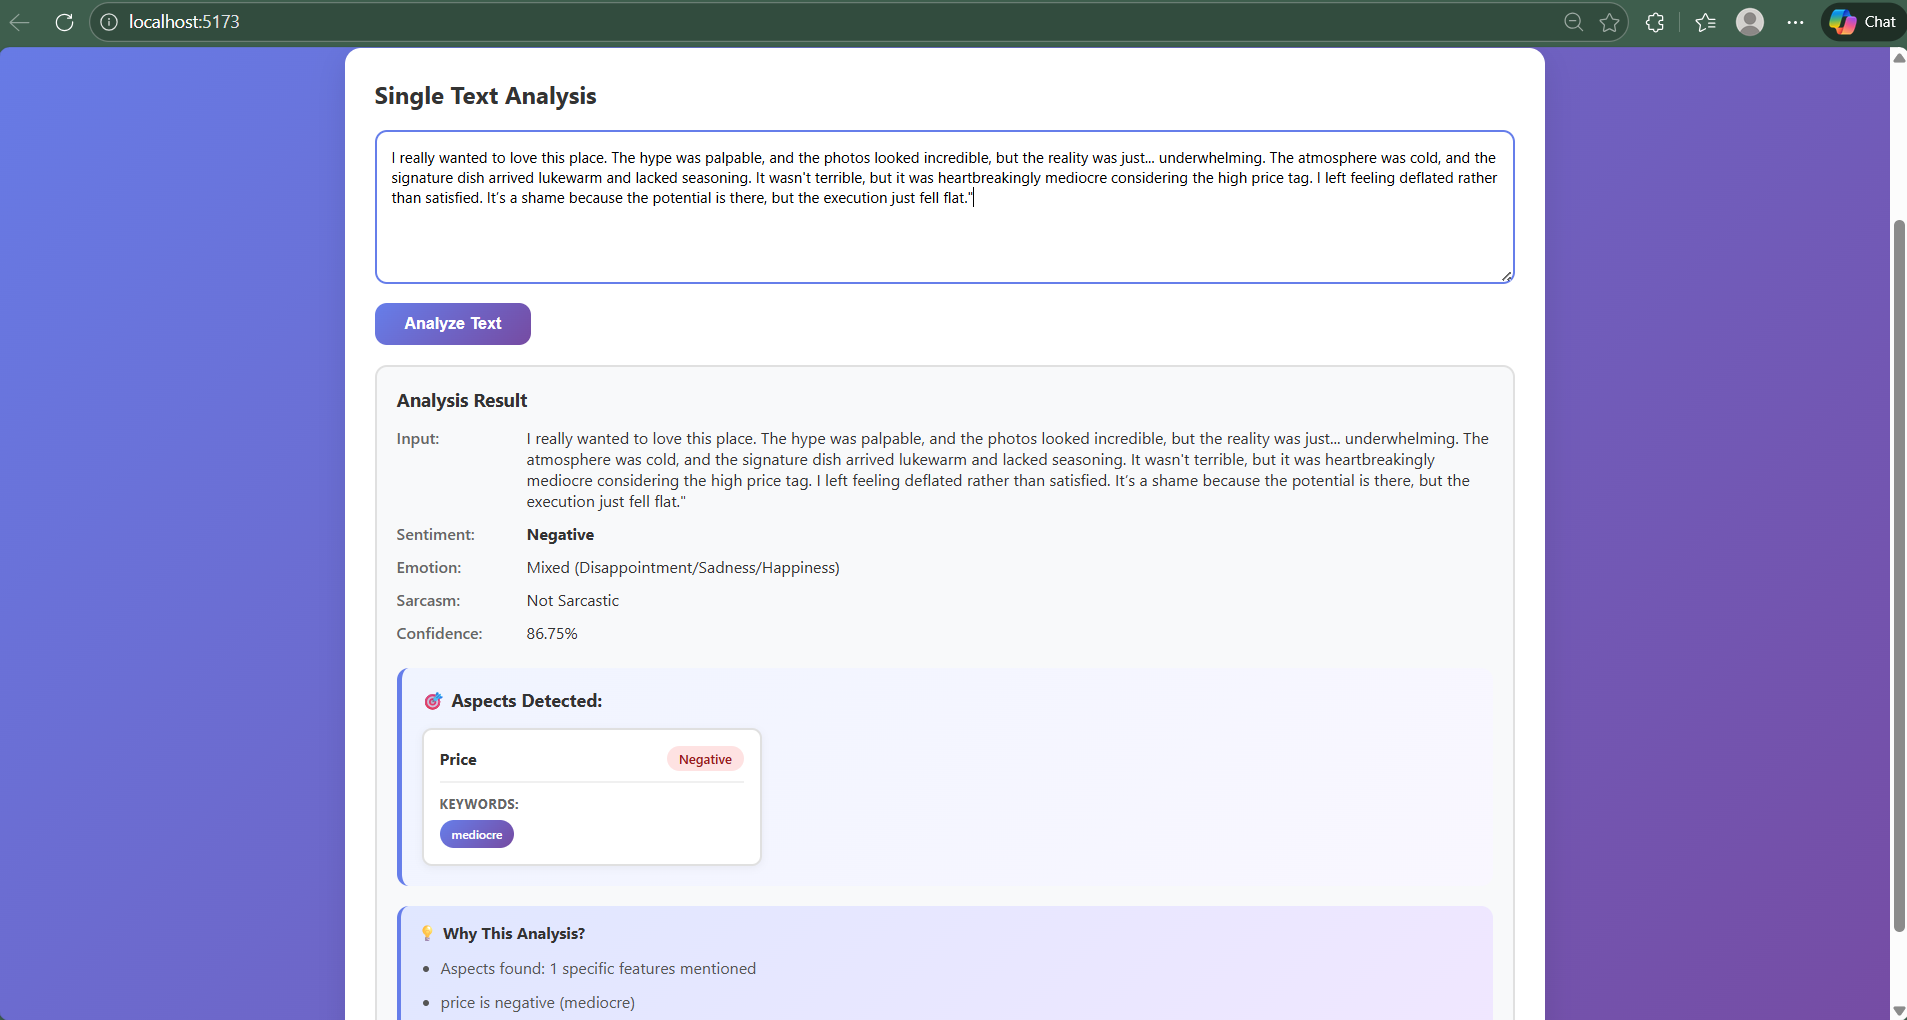 localhost:5173
Chat
Single Text Analysis
I really wanted to love this place. The hype was palpable, and the photos looked incredible, but the reality was just... underwhelming. The atmosphere was cold, and the
signature dish arrived lukewarm and lacked seasoning. It wasn't terrible, but it was heartbreakingly mediocre considering the high price tag. I left feeling deflated rather
than satisfied. It’s a shame because the potential is there, but the execution just fell flat."
Analyze Text
Analysis Result
Input:
I really wanted to love this place. The hype was palpable, and the photos looked incredible, but the reality was just... underwhelming. The
atmosphere was cold, and the signature dish arrived lukewarm and lacked seasoning. It wasn't terrible, but it was heartbreakingly
mediocre considering the high price tag. I left feeling deflated rather than satisfied. It’s a shame because the potential is there, but the
execution just fell flat."
Sentiment: Negative
Emotion: Mixed (Disappointment/Sadness/Happiness)
Sarcasm: Not Sarcastic
Confidence: 86.75%
🎯 Aspects Detected:
Price Negative
KEYWORDS:
mediocre
💡 Why This Analysis?
• Aspects found: 1 specific features mentioned
• price is negative (mediocre)